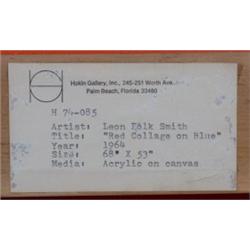 Hokin Gallery, Inc., 245-251 Worth Ave.
Palm Beach, Florida 33480
H 74-085
Artist: Leon Polk Smith
Title: "Red Collage on Blue"
Year: 1964
Size: 68" X 53"
Media: Acrylic on canvas